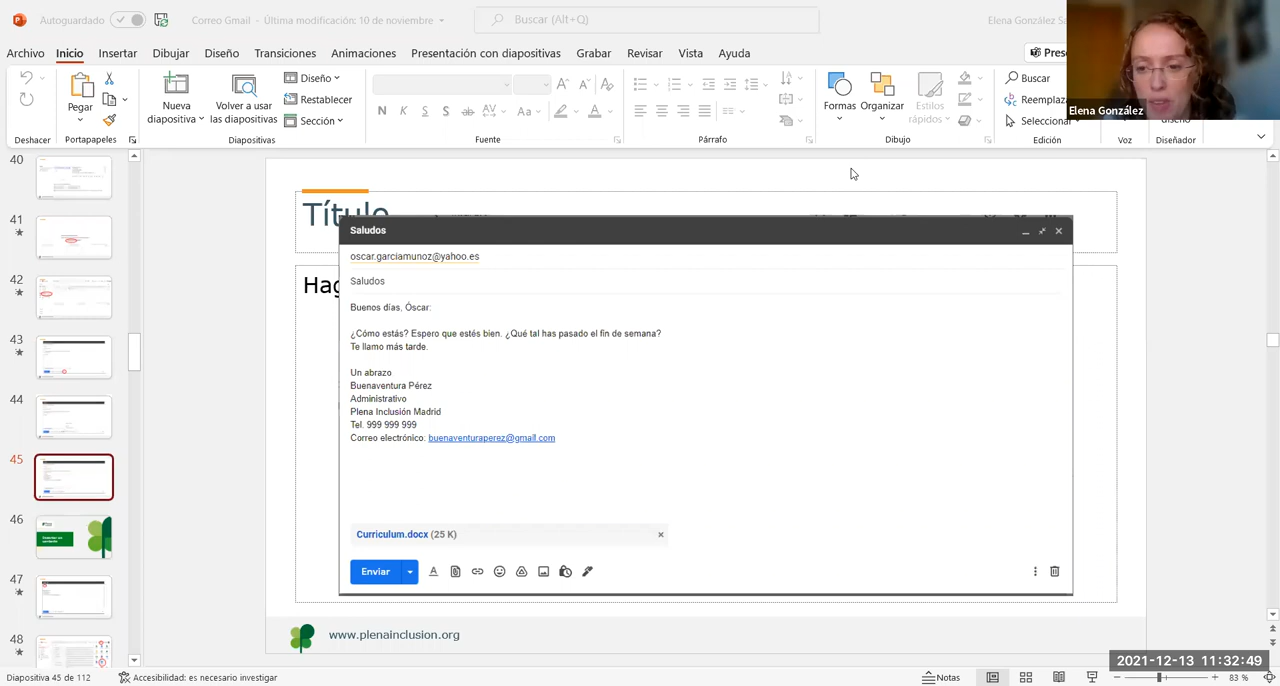 Autoguardado
Correo Gmail - Última modificación: 10 de noviembre
Buscar (Alt+Q)
Elena González
Archivo Inicio Insertar Dibujar Diseño Transiciones Animaciones Presentación con diapositivas Grabar Revisar Vista Ayuda
Pegar
Nueva diapositiva
Volver a usar las diapositivas
Diseño
Restablecer
Sección
N K S S ab AV Aa A
Formas
Organizar
Estilos rápidos
Buscar
Seleccionar
Elena González
Deshacer Portapapeles Diapositivas Fuente Párrafo Dibujo Edición Voz Diseñador
40
41
42
43
44
45
46
47
48
Título
Saludos
oscar.garciamunoz@yahoo.es
Saludos
Buenos días, Óscar:
¿Cómo estás? Espero que estés bien. ¿Qué tal has pasado el fin de semana?
Te llamo más tarde.
Un abrazo
Buenaventura Pérez
Administrativo
Plena Inclusión Madrid
Tel. 999 999 999
Correo electrónico: buenaventuraperez@gmail.com
Curriculum.docx (25 K)
Enviar
www.plenainclusion.org
2021-12-13 11:32:49
Diapositiva 45 de 112
Accesibilidad: es necesario investigar
Notas
83 %